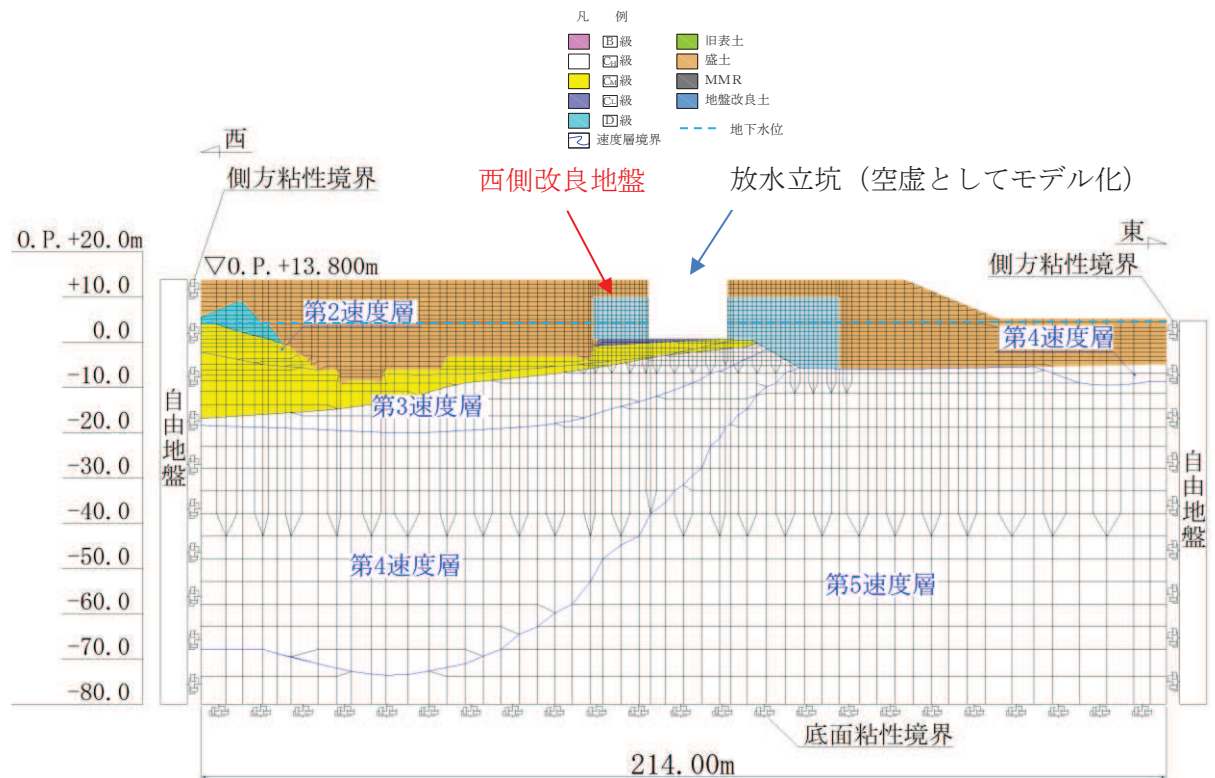 凡 例
B級
CH級
CM級
CL級
D級
速度層境界
旧表土
盛土
MMR
地盤改良土
地下水位
西
側方粘性境界
西側改良地盤
放水立坑（空虚としてモデル化）
東
側方粘性境界
O.P.+20.0m
▽O.P.+13.800m
+10.0
0.0
-10.0
-20.0
-30.0
-40.0
-50.0
-60.0
-70.0
-80.0
第2速度層
第4速度層
第3速度層
自由地盤
自由地盤
第4速度層
第5速度層
底面粘性境界
214.00m